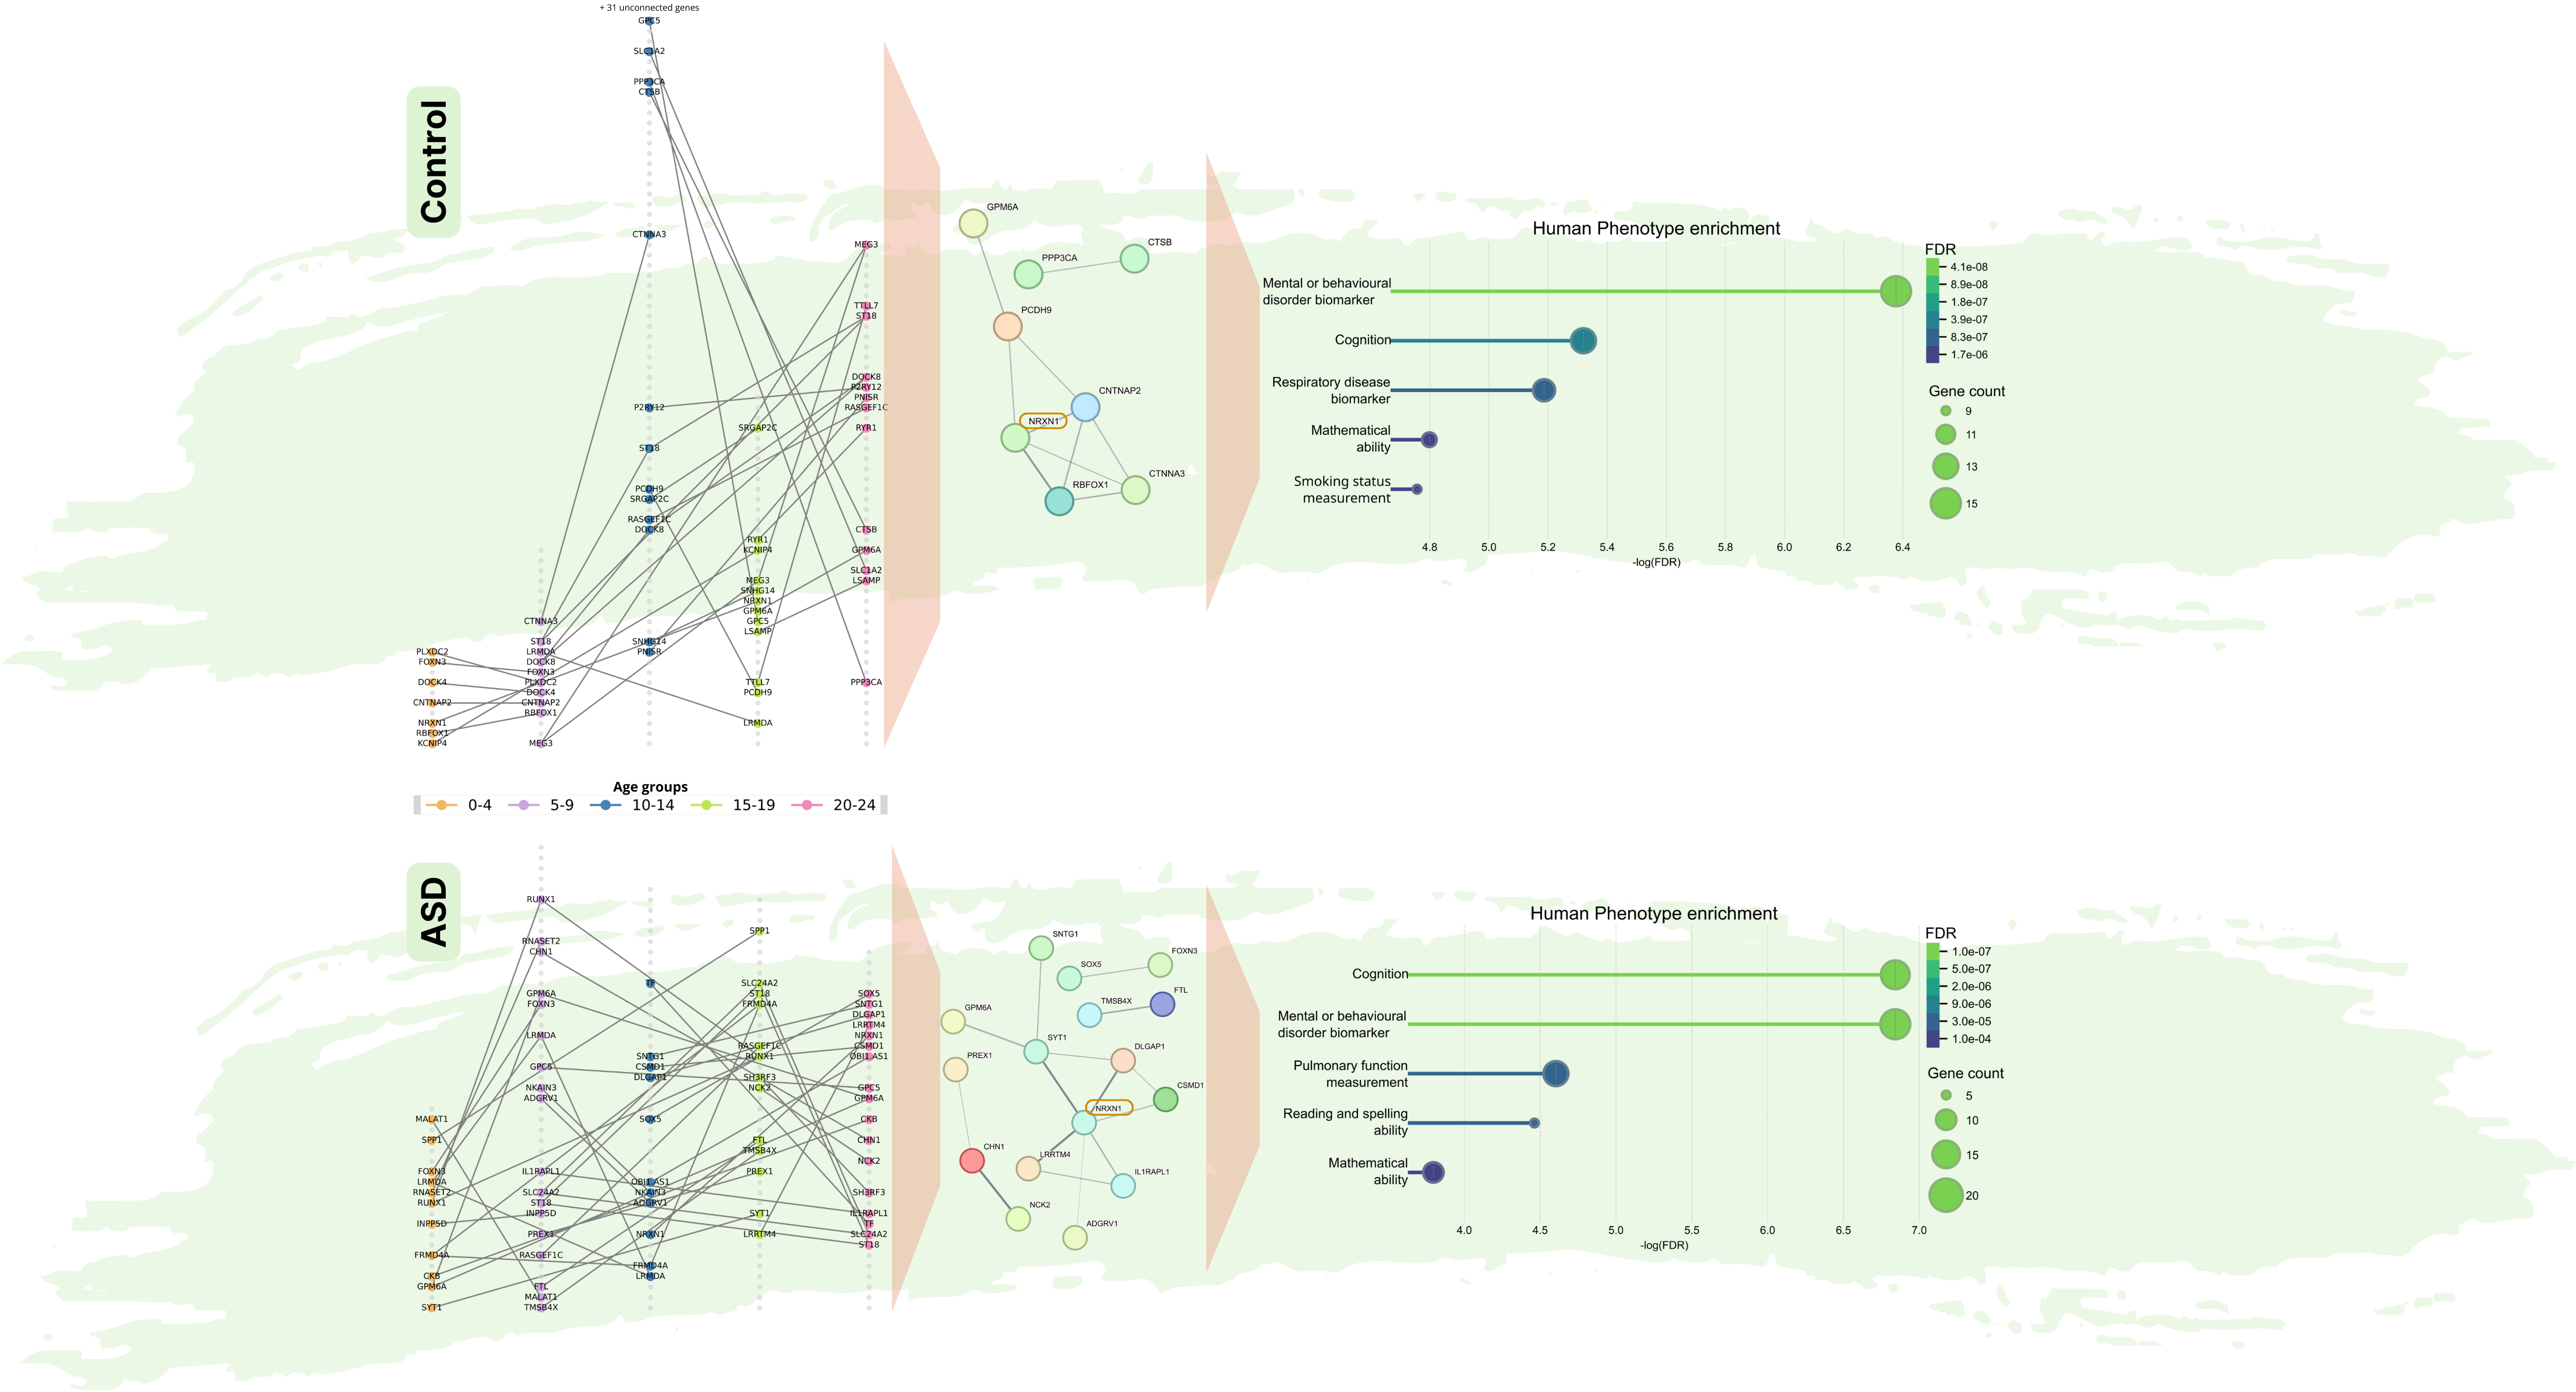 + 31 unconnected genes
Control
GPC5
SLC1A2
PPP3CA
CTSB
CTNNA3
P2RY12
ST18
PCDH9
SRGAP2C
RASGEF1C
DOCK8
SNHG14
PNISR
PLXDC2
FOXN3
DOCK4
CNTNAP2
NRXN1
RBFOX1
KCNIP4
CTNNA3
ST18
LRMDA
DOCK8
FOXN3
PLXDC2
DOCK4
CNTNAP2
RBFOX1
MEG3
SRGAP2C
RYR1
KCNIP4
MEG3
SNHG14
NRXN1
GPM6A
GPC5
LSAMP
TTLL7
PCDH9
LRMDA
MEG3
TTLL7
ST18
DOCK8
P2RY12
PNISR
RASGEF1C
RYR1
CTSB
GPM6A
SLC1A2
LSAMP
PPP3CA
GPM6A
CTSB
PPP3CA
PCDH9
CNTNAP2
NRXN1
CTNNA3
RBFOX1
Human Phenotype enrichment
Mental or behavioural
disorder biomarker
Cognition
Respiratory disease
biomarker
Mathematical
ability
Smoking status
measurement
4.8 5.0 5.2 5.4 5.6 5.8 6.0 6.2 6.4
-log(FDR)
FDR
4.1e-08
8.9e-08
1.8e-07
3.9e-07
8.3e-07
1.7e-06
Gene count
9
11
13
15
Age groups
0-4 5-9 10-14 15-19 20-24
ASD
MALAT1
SPP1
FOXN3
LRMDA
RNASET2
RUNX1
INPP5D
FRMD4A
CKB
GPM6A
SYT1
RUNX1
RNASET2
CHN1
GPM6A
FOXN3
LRMDA
GPC5
NKAIN3
ADGRV1
IL1RAPL1
SLC24A2
ST18
INPP5D
PREX1
RASGEF1C
FTL
MALAT1
TMSB4X
TF
SNTG1
CSMD1
DLGAP1
SOX5
OBI1.AS1
NKAIN3
ADGRV1
NRXN1
FRMD4A
LRMDA
SPP1
SLC24A2
ST18
FRMD4A
RASGEF1C
RUNX1
SH3RF3
NCK2
FTL
TMSB4X
PREX1
SYT1
LRRTM4
SOX5
SNTG1
DLGAP1
LRRTM4
NRXN1
CSMD1
OBI1.AS1
GPC5
GPM6A
CKB
CHN1
NCK2
SH3RF3
IL1RAPL1
TF
SLC24A2
ST18
SNTG1
FOXN3
SOX5
FTL
TMSB4X
GPM6A
SYT1
DLGAP1
PREX1
CSMD1
NRXN1
CHN1
LRRTM4
IL1RAPL1
NCK2
ADGRV1
Human Phenotype enrichment
Cognition
Mental or behavioural
disorder biomarker
Pulmonary function
measurement
Reading and spelling
ability
Mathematical
ability
4.0 4.5 5.0 5.5 6.0 6.5 7.0
-log(FDR)
FDR
1.0e-07
5.0e-07
2.0e-06
9.0e-06
3.0e-05
1.0e-04
Gene count
5
10
15
20